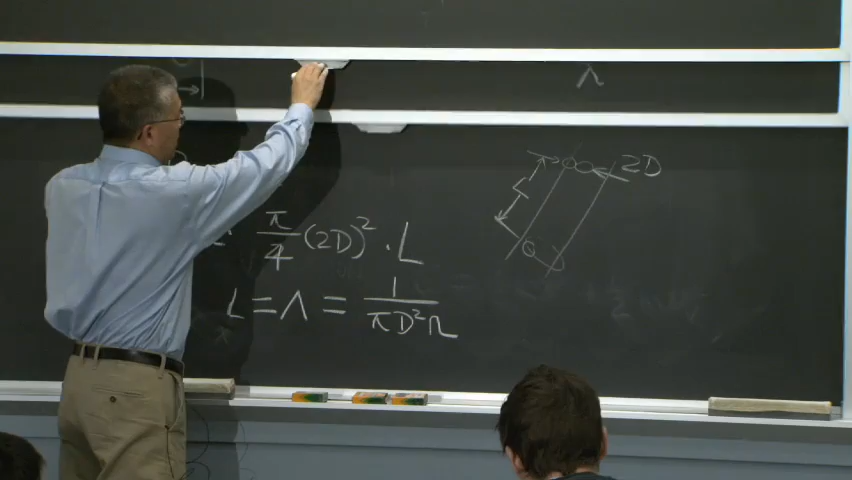 Λ
2D
L
π/4 (2D)² · L
L = Λ = 1/πD²n